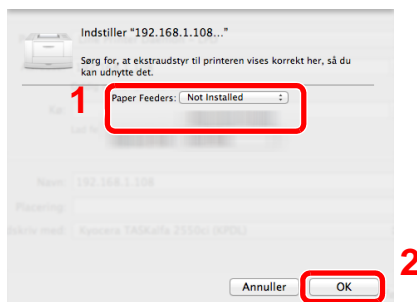 Indstiller "192.168.1.108..."
Sørg for, at ekstraudstyr til printeren vises korrekt her, så du
kan udnytte det.
1
Paper Feeders: Not Installed
Navn: 192.168.1.108
Placering:
Kyocera TASKalfa 2550ci (KPDL)
Annuller OK
2